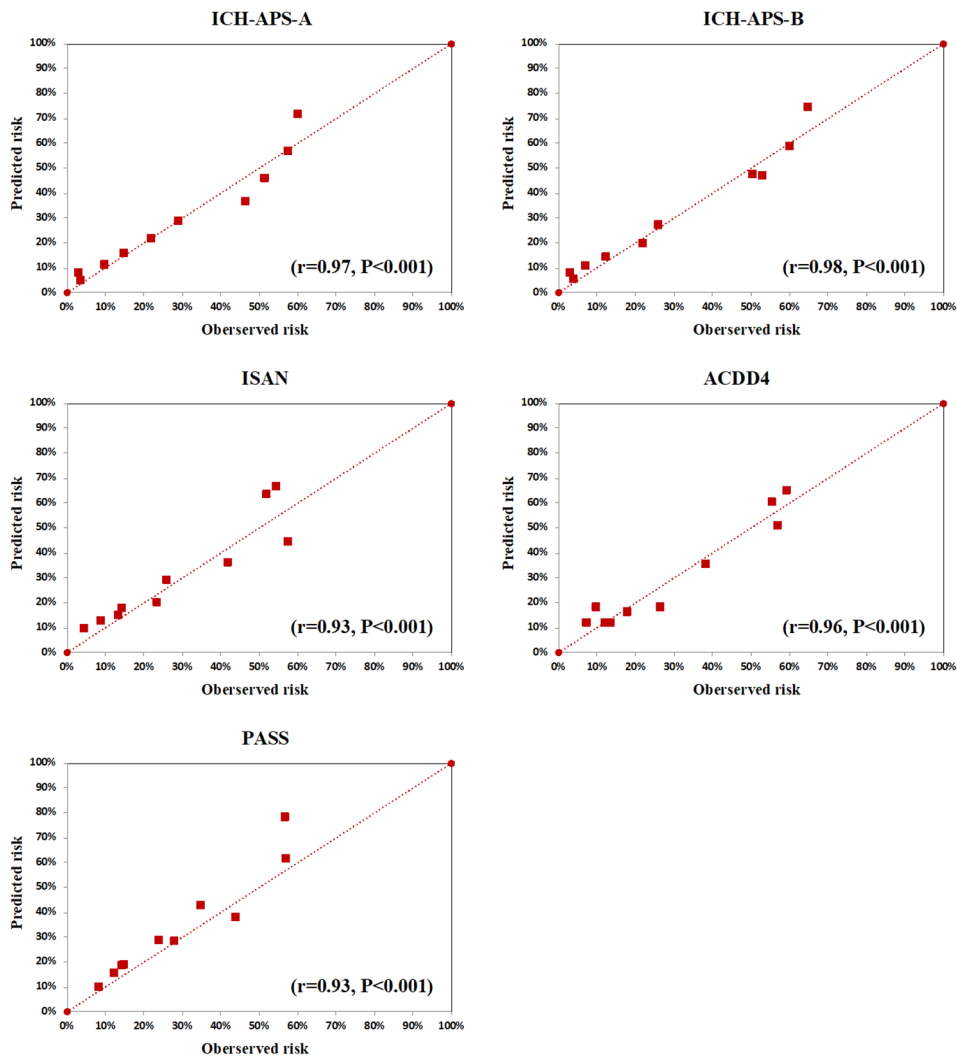 ICH-APS-A
100%
90%
80%
70%
60%
50%
40%
30%
20%
10%
0%
Predicted risk
0% 10% 20% 30% 40% 50% 60% 70% 80% 90% 100%
Oberserved risk
(r=0.97, P<0.001)
ICH-APS-B
100%
90%
80%
70%
60%
50%
40%
30%
20%
10%
0%
Predicted risk
0% 10% 20% 30% 40% 50% 60% 70% 80% 90% 100%
Oberserved risk
(r=0.98, P<0.001)
ISAN
100%
90%
80%
70%
60%
50%
40%
30%
20%
10%
0%
Predicted risk
0% 10% 20% 30% 40% 50% 60% 70% 80% 90% 100%
Oberserved risk
(r=0.93, P<0.001)
ACDD4
100%
90%
80%
70%
60%
50%
40%
30%
20%
10%
0%
Predicted risk
0% 10% 20% 30% 40% 50% 60% 70% 80% 90% 100%
Oberserved risk
(r=0.96, P<0.001)
PASS
100%
90%
80%
70%
60%
50%
40%
30%
20%
10%
0%
Predicted risk
0% 10% 20% 30% 40% 50% 60% 70% 80% 90% 100%
Oberserved risk
(r=0.93, P<0.001)